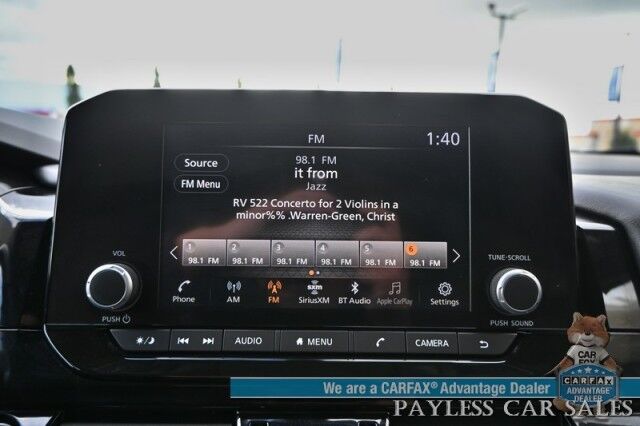 FM
1:40
Source
98.1 FM
it from
FM Menu
Jazz
RV 522 Concerto for 2 Violins in a
minor%% .Warren-Green, Christ
1 2 3 4 5 6
98.1 FM 98.1 FM 98.1 FM 98.1 FM 98.1 FM 98.1 FM
VOL
TUNE-SCROLL
sxm
Phone AM FM SiriusXM BT Audio Apple CarPlay Settings
PUSH
PUSH SOUND
AUDIO MENU CAMERA
CAR
FOX
We are a CARFAX® Advantage Dealer
CARFAX
ADVANTAGE
DEALER
PAYLESS CAR SALES